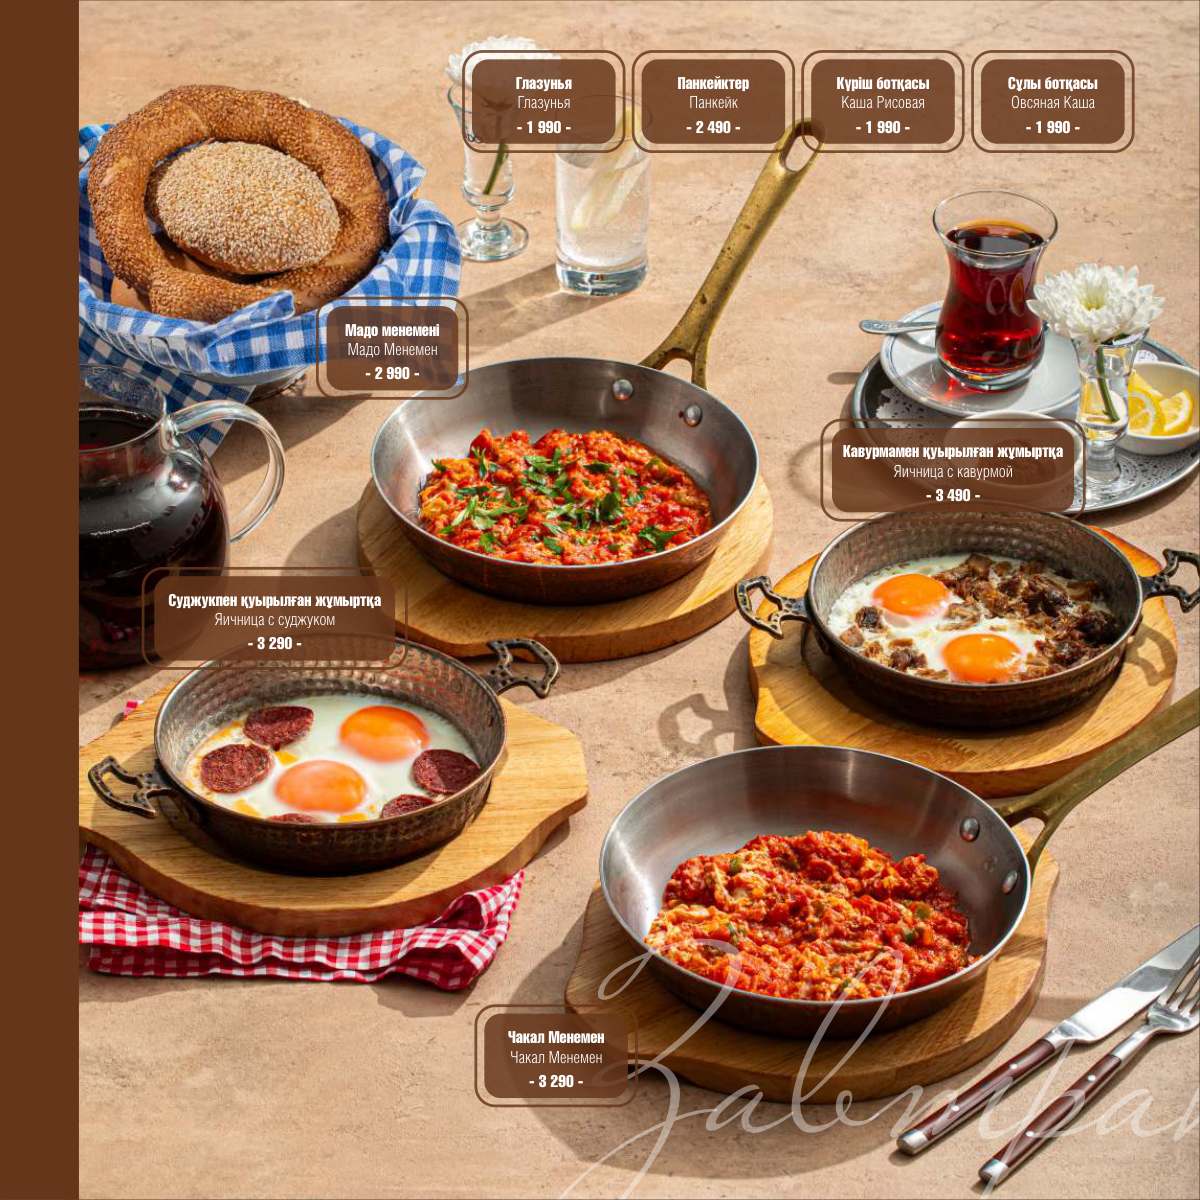 Глазунья
Глазунья
- 1 990 -
Панкейктер
Панкейк
- 2 490 -
Күріш ботқасы
Каша Рисовая
- 1 990 -
Сұлы ботқасы
Овсяная Каша
- 1 990 -
Мадо менемені
Мадо Менемен
- 2 990 -
Кавурмамен қуырылған жұмыртқа
Яичница с кавурмой
- 3 490 -
Суджукпен қуырылған жұмыртқа
Яичница с суджуком
- 3 290 -
Чакал Менемен
Чакал Менемен
- 3 290 -